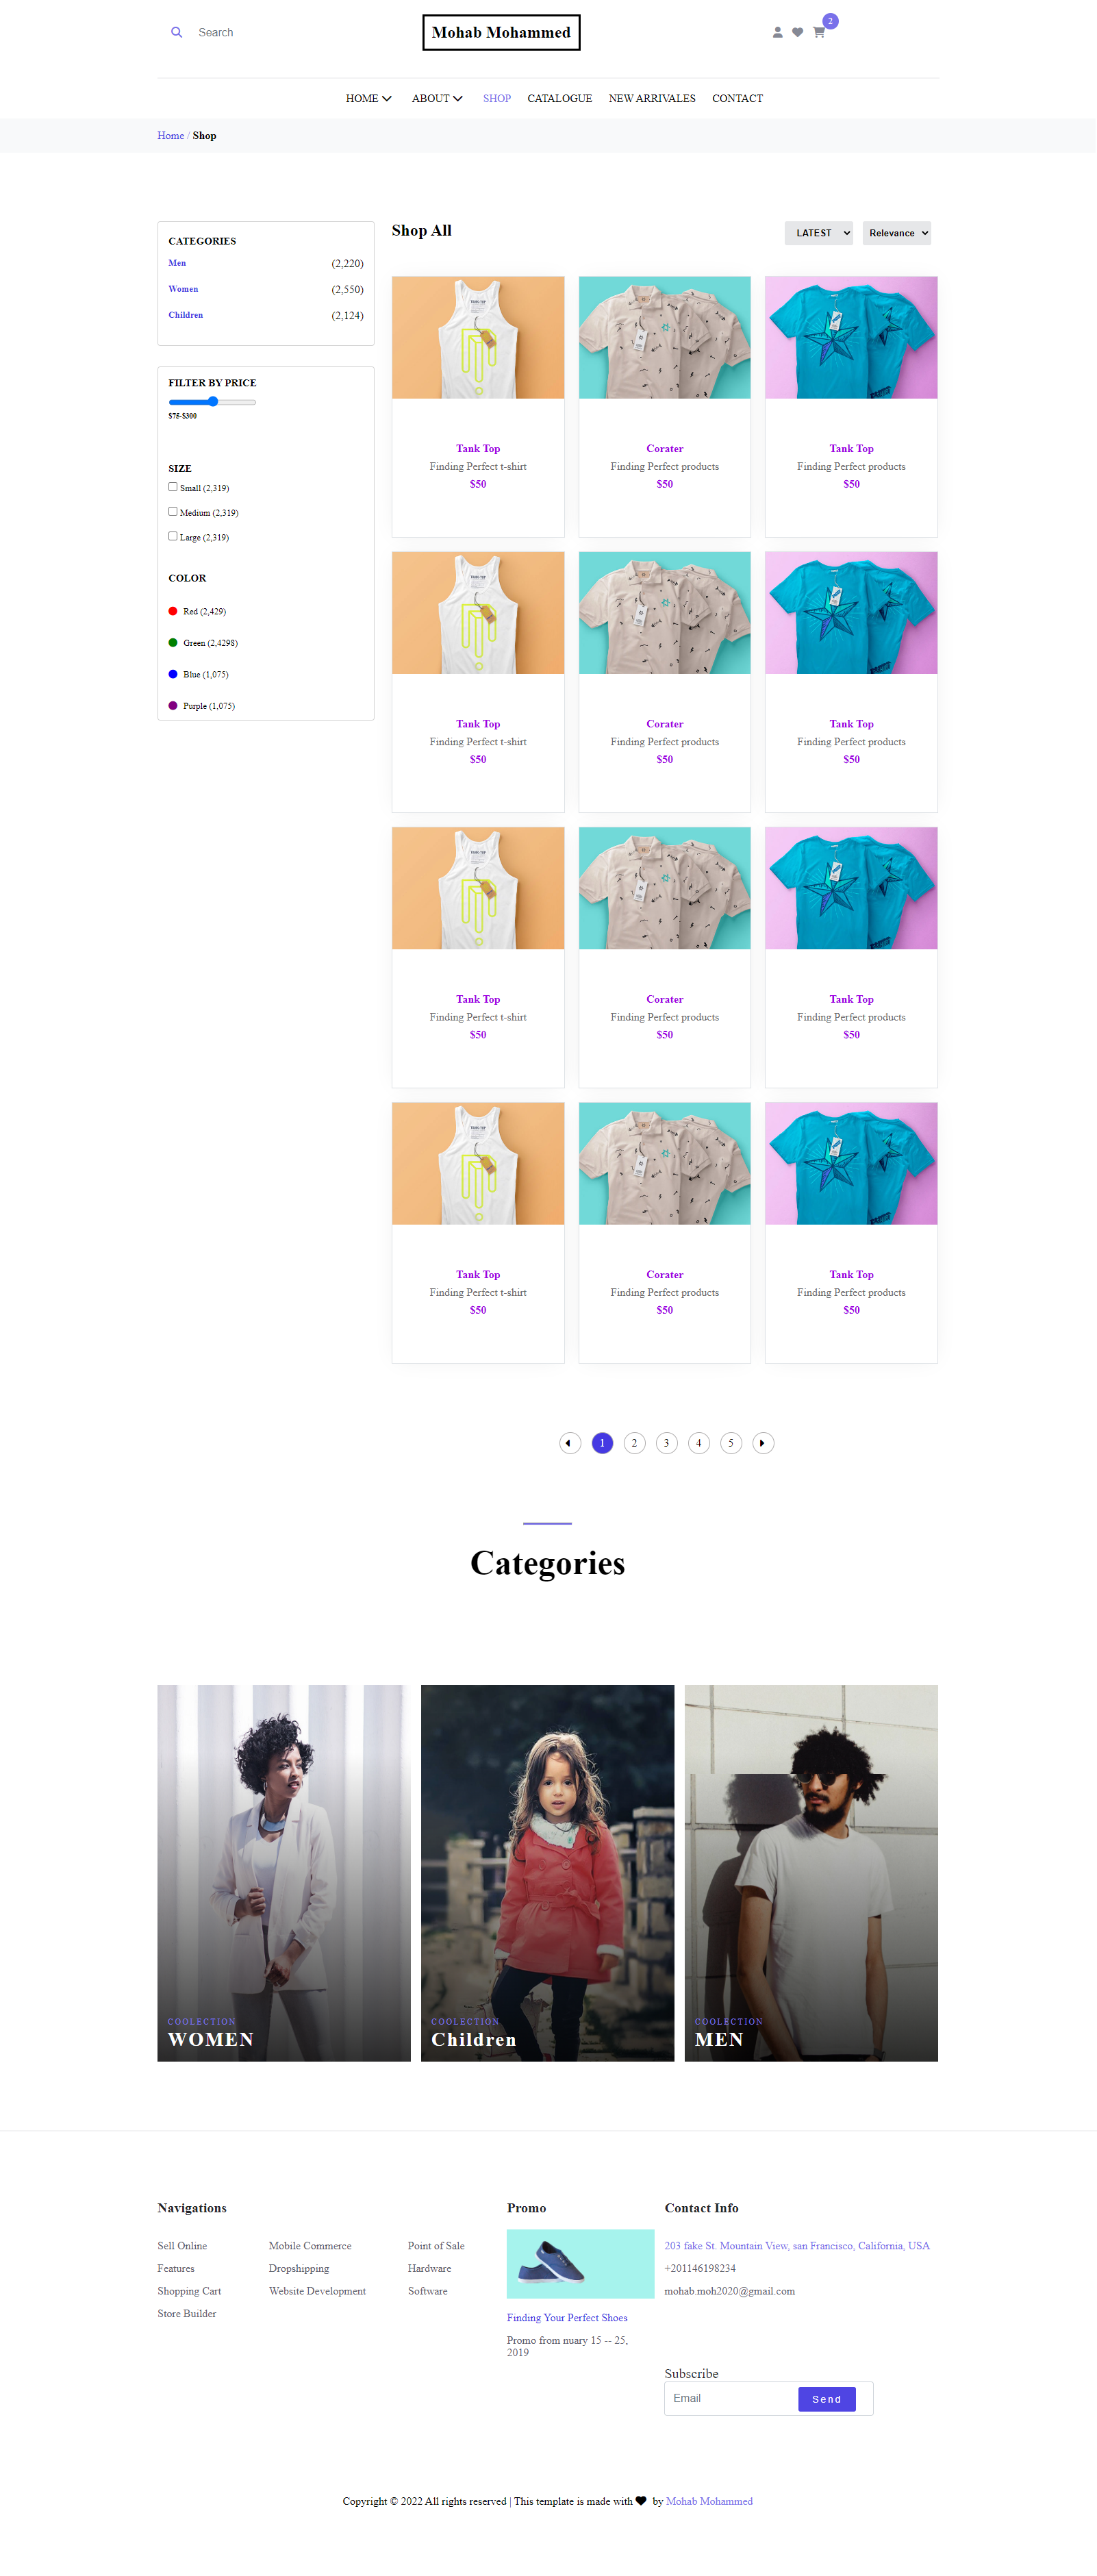 Search
Mohab Mohammed
2
HOME ABOUT SHOP CATALOGUE NEW ARRIVALES CONTACT
Home / Shop
CATEGORIES
Men (2,220)
Women (2,550)
Children (2,124)
FILTER BY PRICE
$75-$300
SIZE
Small (2,319)
Medium (2,319)
Large (2,319)
COLOR
Red (2,429)
Green (2,4298)
Blue (1,075)
Purple (1,075)
Shop All
LATEST Relevance
Tank Top Corater Tank Top
Finding Perfect t-shirt Finding Perfect products Finding Perfect products
$50 $50 $50
Tank Top Corater Tank Top
Finding Perfect t-shirt Finding Perfect products Finding Perfect products
$50 $50 $50
Tank Top Corater Tank Top
Finding Perfect t-shirt Finding Perfect products Finding Perfect products
$50 $50 $50
Tank Top Corater Tank Top
Finding Perfect t-shirt Finding Perfect products Finding Perfect products
$50 $50 $50
1 2 3 4 5
Categories
COOLECTION COOLECTION COOLECTION
WOMEN Children MEN
Navigations
Sell Online Mobile Commerce Point of Sale
Features Dropshipping Hardware
Shopping Cart Website Development Software
Store Builder
Promo
Finding Your Perfect Shoes
Promo from nuary 15 -- 25,
2019
Contact Info
203 fake St. Mountain View, san Francisco, California, USA
+201146198234
mohab.moh2020@gmail.com
Subscribe
Email Send
Copyright © 2022 All rights reserved | This template is made with by Mohab Mohammed